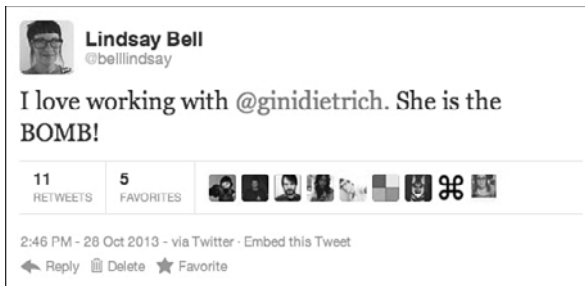 Lindsay Bell
@belllindsay
I love working with @ginidietrich. She is the
BOMB!
11 5
RETWEETS FAVORITES
2:46 PM - 28 Oct 2013 - via Twitter · Embed this Tweet
Reply Delete Favorite